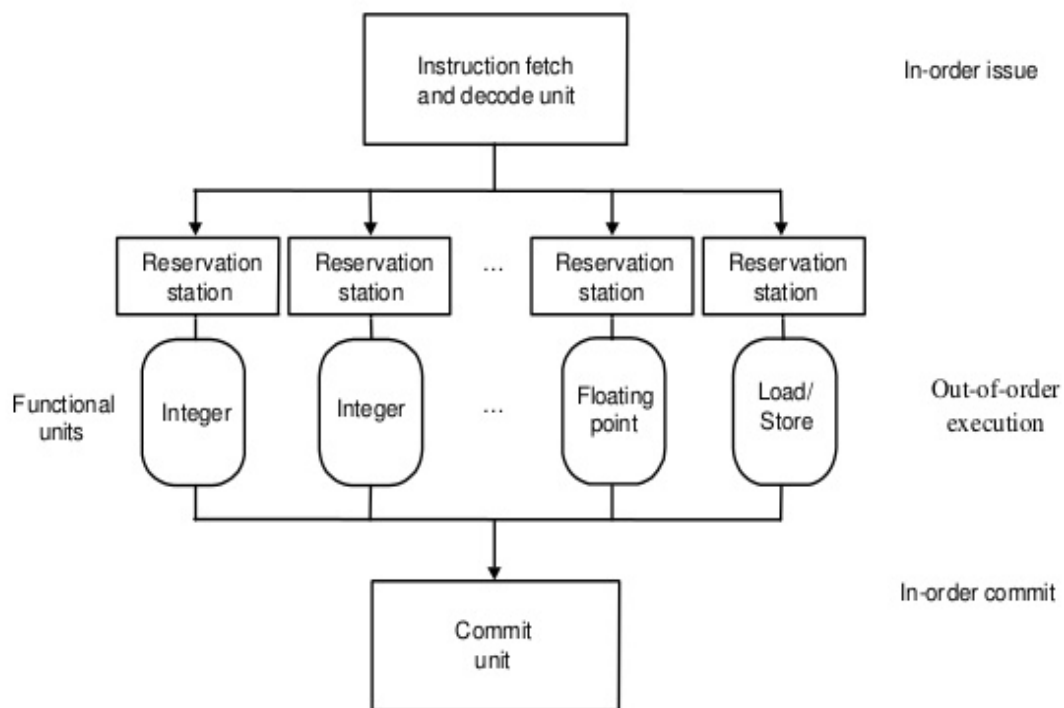 Instruction fetch
and decode unit
In-order issue
Reservation
station
Reservation
station
...
Reservation
station
Reservation
station
Functional
units
Integer
Integer
...
Floating
point
Load/
Store
Out-of-order
execution
In-order commit
Commit
unit